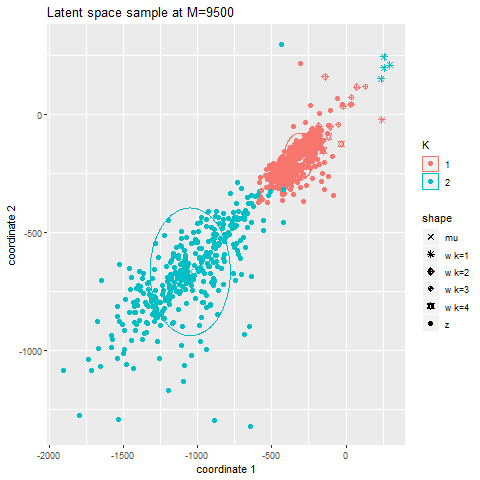 Latent space sample at M=9500
coordinate 2
0
-500
-1000
-2000
-1500
-1000
-500
0
coordinate 1
K
1
2
shape
mu
w k=1
w k=2
w k=3
w k=4
z